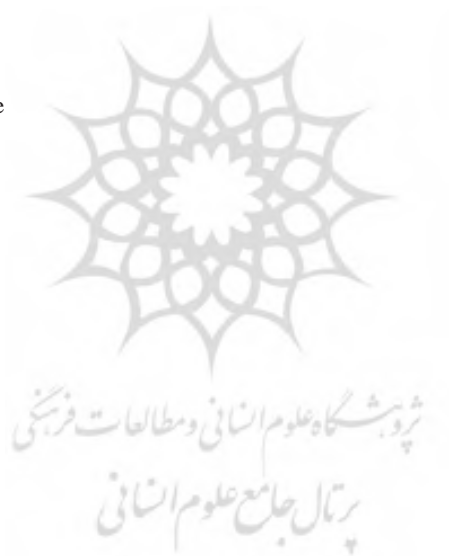 e
پژوهشگاه علوم انسانی و مطالعات فرهنگی
پرتال جامع علوم انسانی